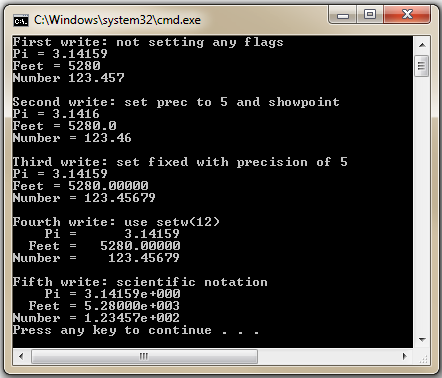 C:\Windows\system32\cmd.exe
First write: not setting any flags
Pi = 3.14159
Feet = 5280
Number 123.457
Second write: set prec to 5 and showpoint
Pi = 3.1416
Feet = 5280.0
Number = 123.46
Third write: set fixed with precision of 5
Pi = 3.14159
Feet = 5280.00000
Number = 123.45679
Fourth write: use setw(12)
Pi =      3.14159
Feet =   5280.00000
Number =    123.45679
Fifth write: scientific notation
Pi = 3.14159e+000
Feet = 5.28000e+003
Number = 1.23457e+002
Press any key to continue . . .